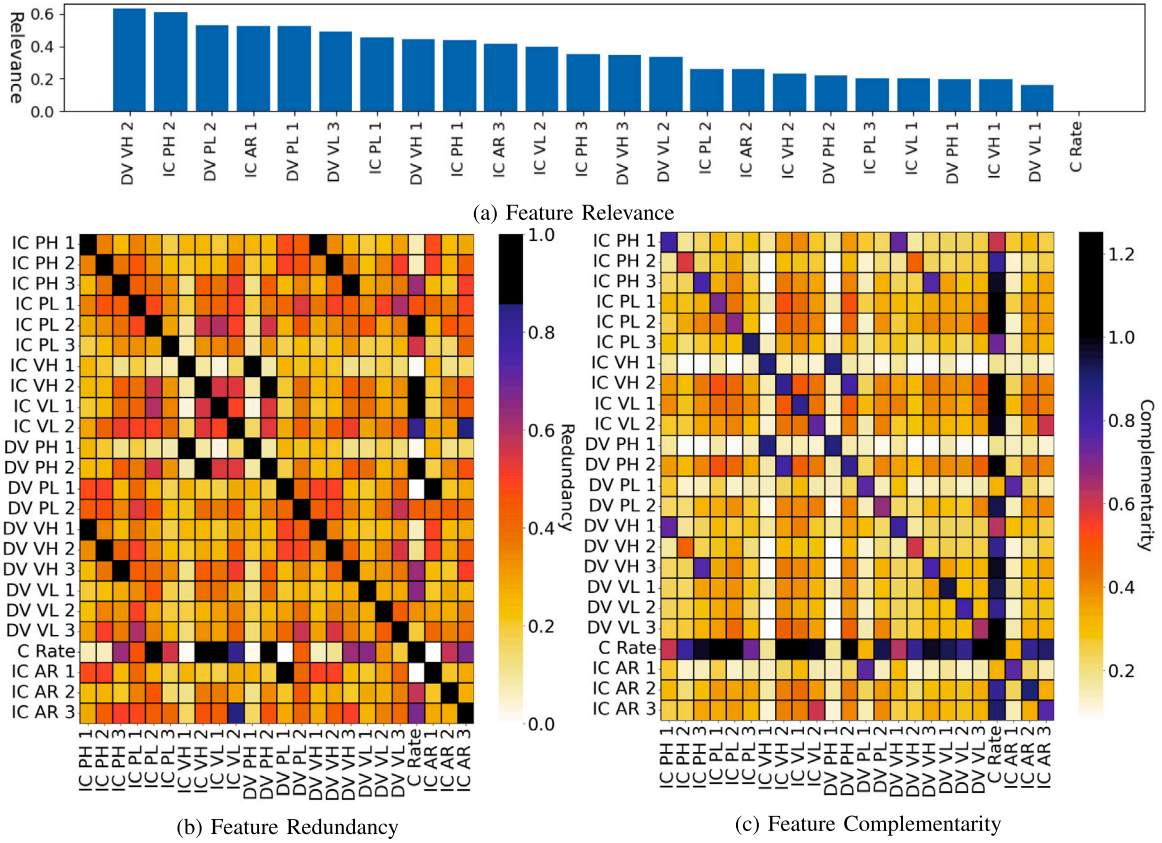 Relevance
0.6
0.4
0.2
0.0
DV VH 2
IC PH 2
DV PL 2
IC AR 1
DV PL 1
DV VL 3
IC PL 1
DV VH 1
IC PH 1
IC AR 3
IC VL 2
IC PH 3
DV VH 3
DV VL 2
IC PL 2
IC AR 2
IC VH 2
DV PH 2
IC PL 3
IC VL 1
DV PH 1
IC VH 1
DV VL 1
C Rate
(a) Feature Relevance
IC PH 1
IC PH 2
IC PH 3
IC PL 1
IC PL 2
IC PL 3
IC VH 1
IC VH 2
IC VL 1
IC VL 2
DV PH 1
DV PH 2
DV PL 1
DV PL 2
DV VH 1
DV VH 2
DV VH 3
DV VL 1
DV VL 2
DV VL 3
C Rate
IC AR 1
IC AR 2
IC AR 3
IC PH 1
IC PH 2
IC PH 3
IC PL 1
IC PL 2
IC PL 3
IC VH 1
IC VH 2
IC VL 1
IC VL 2
DV PH 1
DV PH 2
DV PL 1
DV PL 2
DV VH 1
DV VH 2
DV VH 3
DV VL 1
DV VL 2
DV VL 3
C Rate
IC AR 1
IC AR 2
IC AR 3
1.0
0.8
0.6
0.4
0.2
0.0
Redundancy
(b) Feature Redundancy
IC PH 1
IC PH 2
IC PH 3
IC PL 1
IC PL 2
IC PL 3
IC VH 1
IC VH 2
IC VL 1
IC VL 2
DV PH 1
DV PH 2
DV PL 1
DV PL 2
DV VH 1
DV VH 2
DV VH 3
DV VL 1
DV VL 2
DV VL 3
C Rate
IC AR 1
IC AR 2
IC AR 3
IC PH 1
IC PH 2
IC PH 3
IC PL 1
IC PL 2
IC PL 3
IC VH 1
IC VH 2
IC VL 1
IC VL 2
DV PH 1
DV PH 2
DV PL 1
DV PL 2
DV VH 1
DV VH 2
DV VH 3
DV VL 1
DV VL 2
DV VL 3
C Rate
IC AR 1
IC AR 2
IC AR 3
1.2
1.0
0.8
0.6
0.4
0.2
Complementarity
(c) Feature Complementarity